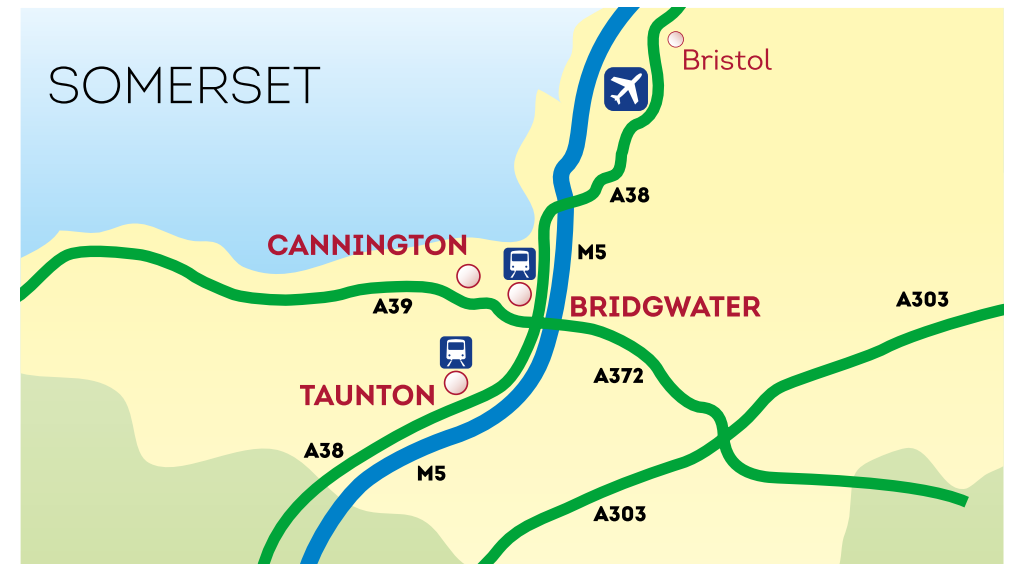 SOMERSET
Bristol
A38
CANNINGTON
M5
A39
BRIDGWATER
A303
A372
TAUNTON
A38
M5
A303